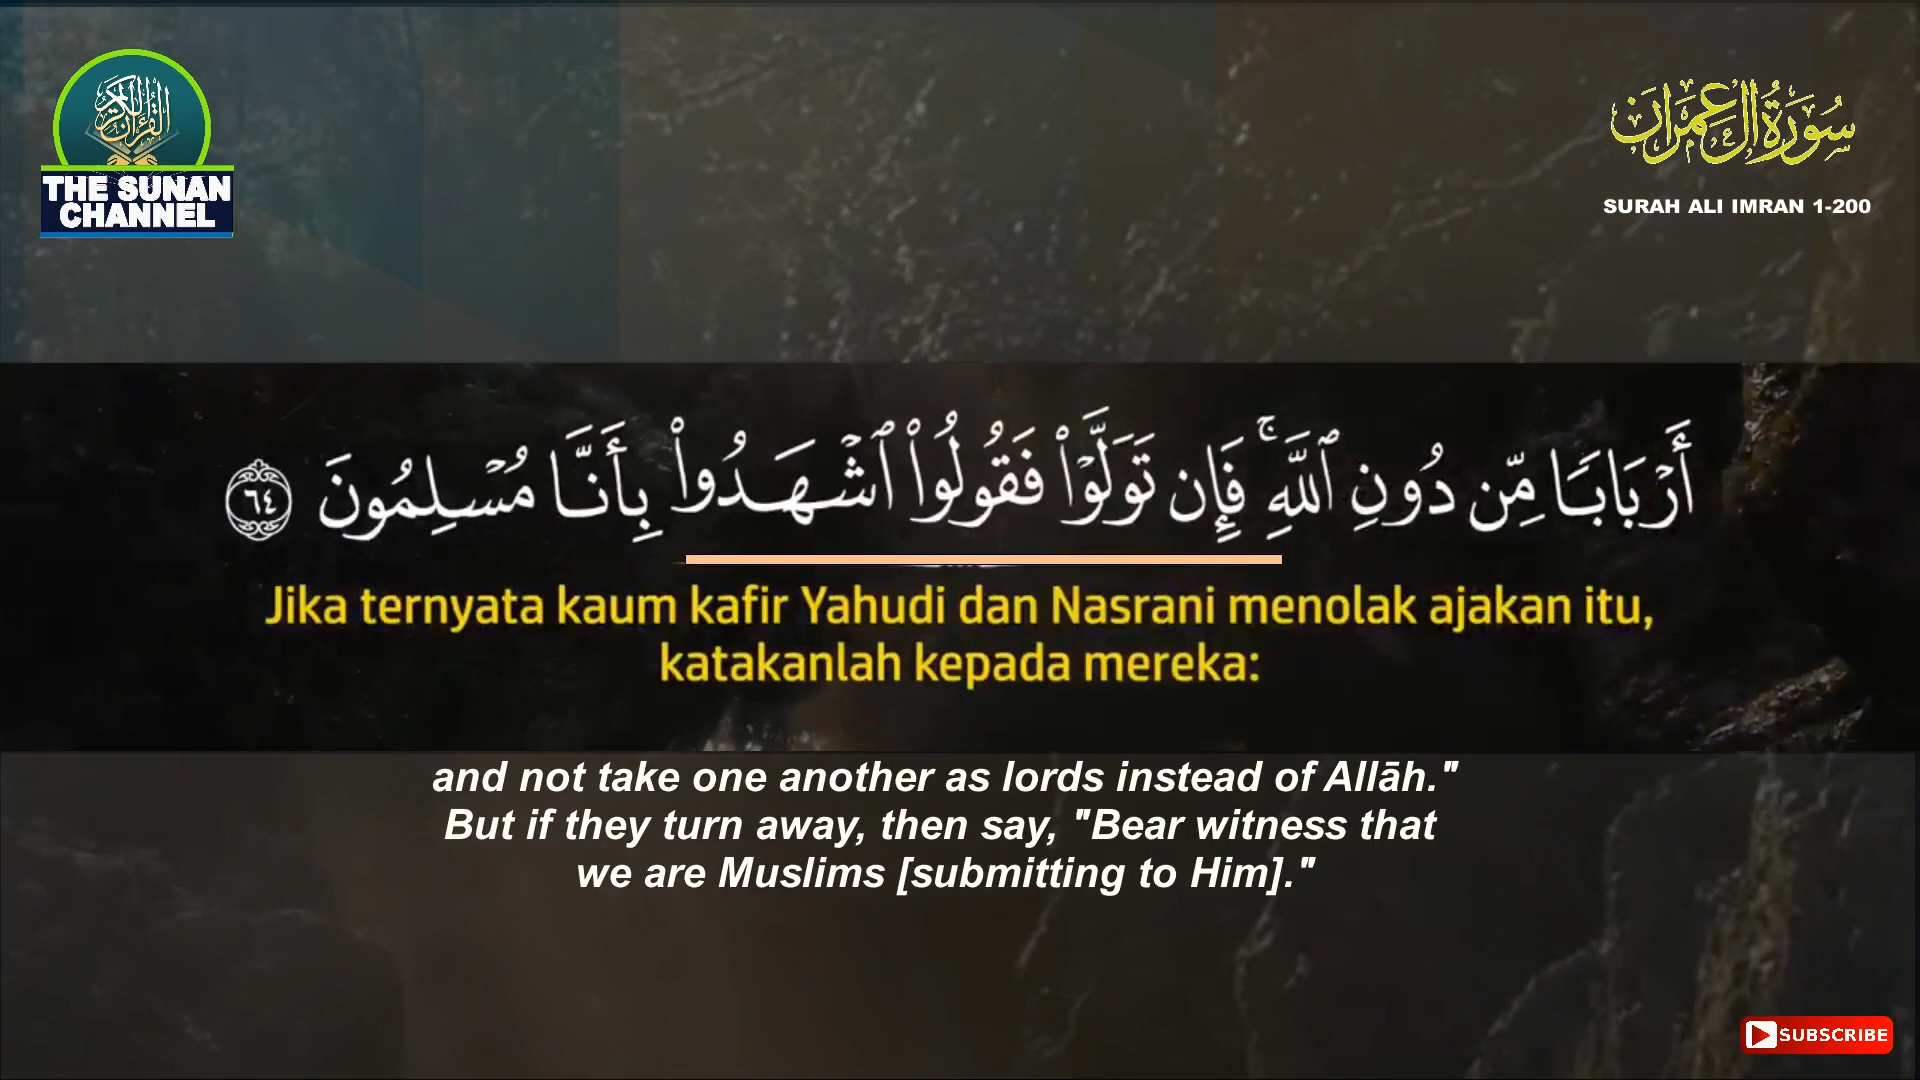 القرآن الكريم
THE SUNAN
CHANNEL
سُورَةُ آلِ عِمْرَان
SURAH ALI IMRAN 1-200
أَرْبَابًا مِّن دُونِ ٱللَّهِ ۚ فَإِن تَوَلَّوْا۟ فَقُولُوا۟ ٱشْهَدُوا۟ بِأَنَّا مُسْلِمُونَ ٦٤
Jika ternyata kaum kafir Yahudi dan Nasrani menolak ajakan itu,
katakanlah kepada mereka:
and not take one another as lords instead of Allāh."
But if they turn away, then say, "Bear witness that
we are Muslims [submitting to Him]."
SUBSCRIBE